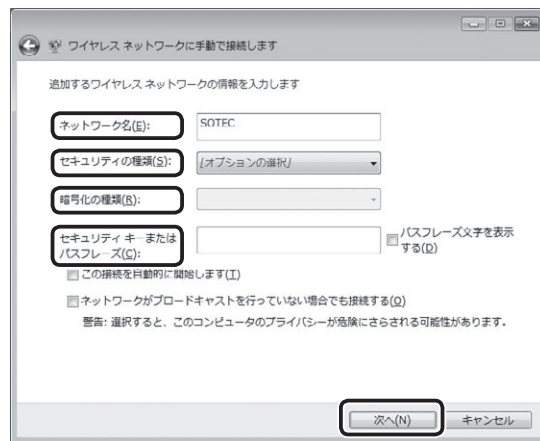 ワイヤレス ネットワークに手動で接続します
追加するワイヤレス ネットワークの情報を入力します
ネットワーク名(E):
SOTEC
セキュリティの種類(S):
[オプションの選択]
暗号化の種類(R):
セキュリティ キーまたは
パスフレーズ(C):
パスフレーズ文字を表示
する(D)
この接続を自動的に開始します(T)
ネットワークがブロードキャストを行っていない場合でも接続する(O)
警告: 選択すると、このコンピュータのプライバシーが危険にさらされる可能性があります。
次へ(N)
キャンセル